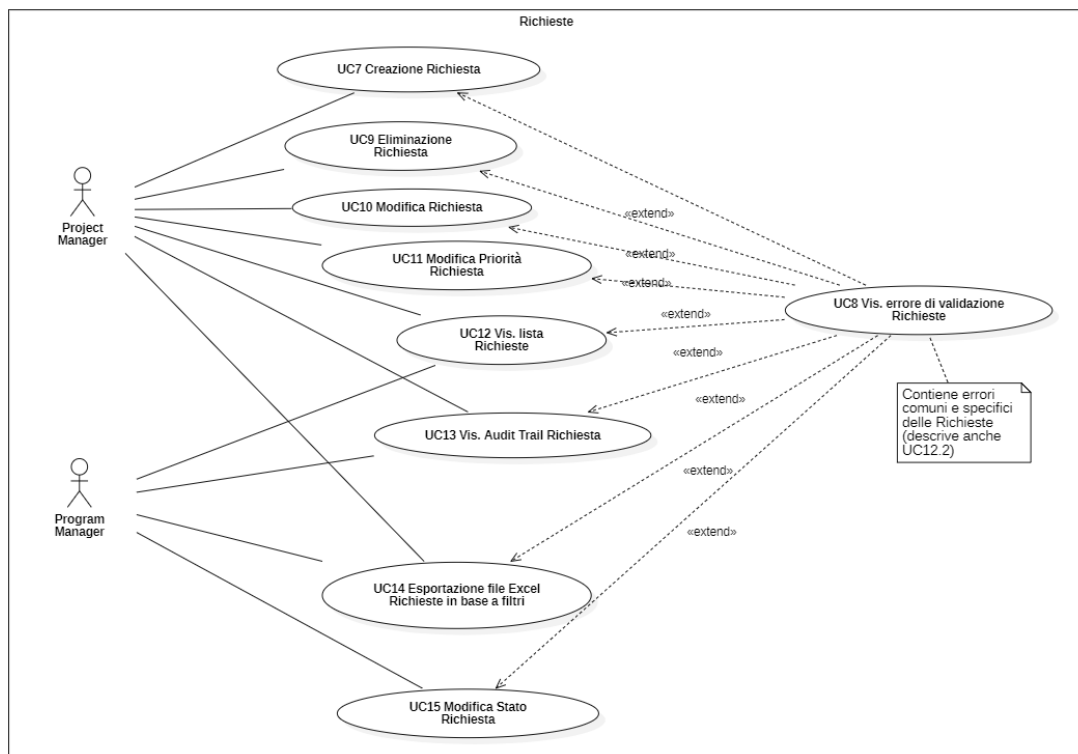 Richieste
UC7 Creazione Richiesta
UC9 Eliminazione
Richiesta
UC10 Modifica Richiesta
«extend»
Project
Manager
«extend»
UC11 Modifica Priorità
Richiesta
«extend»
UC8 Vis. errore di validazione
Richieste
«extend»
UC12 Vis. lista
Richieste
«extend»
Contiene errori
comuni e specifici
delle Richieste
(descrive anche
UC12.2)
«extend»
UC13 Vis. Audit Trail Richiesta
«extend»
Program
Manager
«extend»
UC14 Esportazione file Excel
Richieste in base a filtri
UC15 Modifica Stato
Richiesta